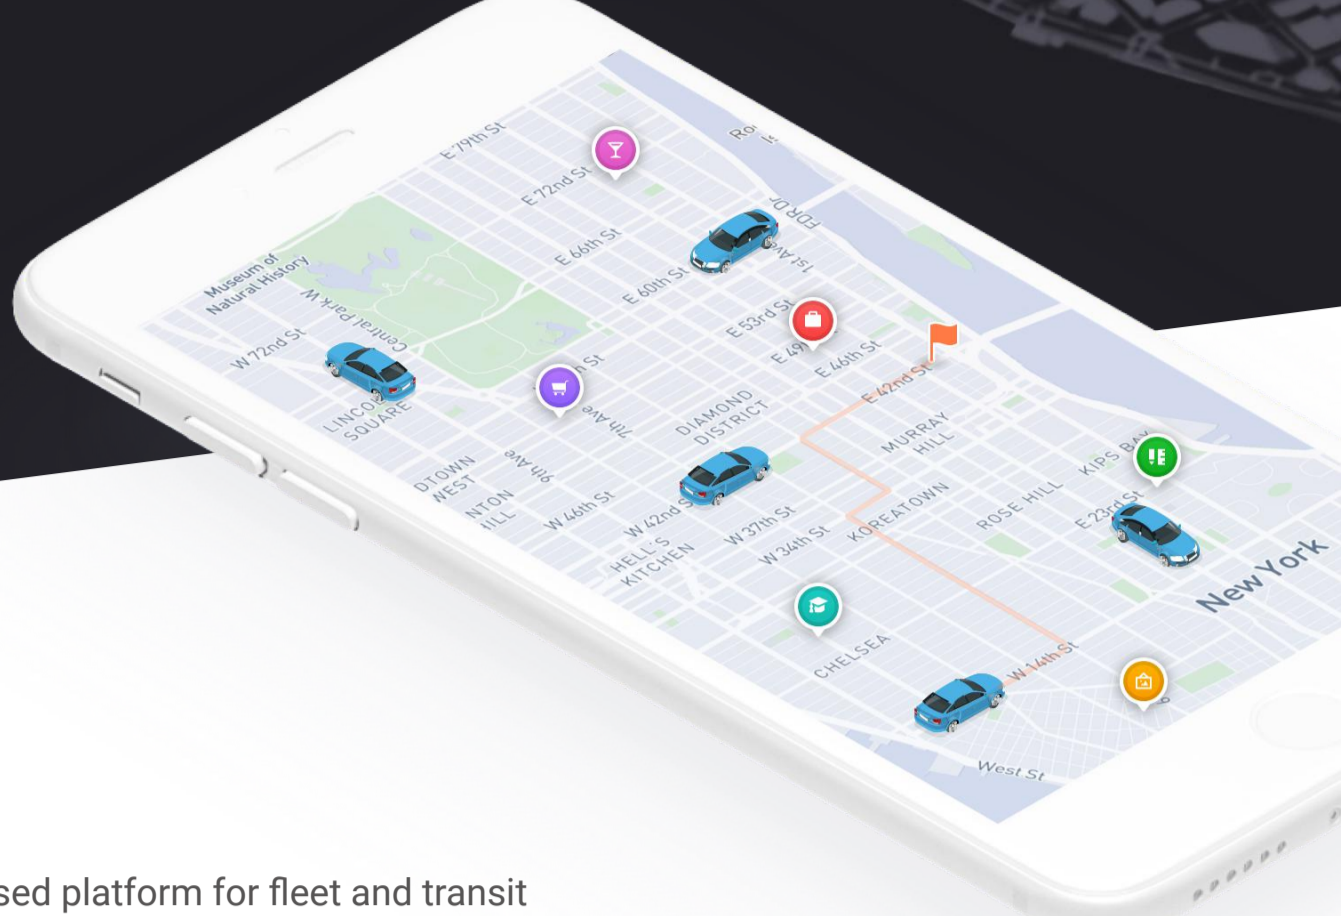 E 79th St
E 72nd St
E 66th St
E 60th St
E 53rd St
E 46th St
E 42nd St
FDR Dr
1st Ave
Museum of
Natural History
Central Park W
W 72nd St
SQUARE
7th Ave
9th Ave
DIAMOND
DISTRICT
MURRAY
HILL
KIPS BAY
W 46th St
W 42nd S
W 37th St
W 34th St
HELL'S
KITCHEN
KOREATOWN
ROSE HILL
E 23rd St
New York
CHELSEA
W 14th St
West St
sed platform for fleet and transit